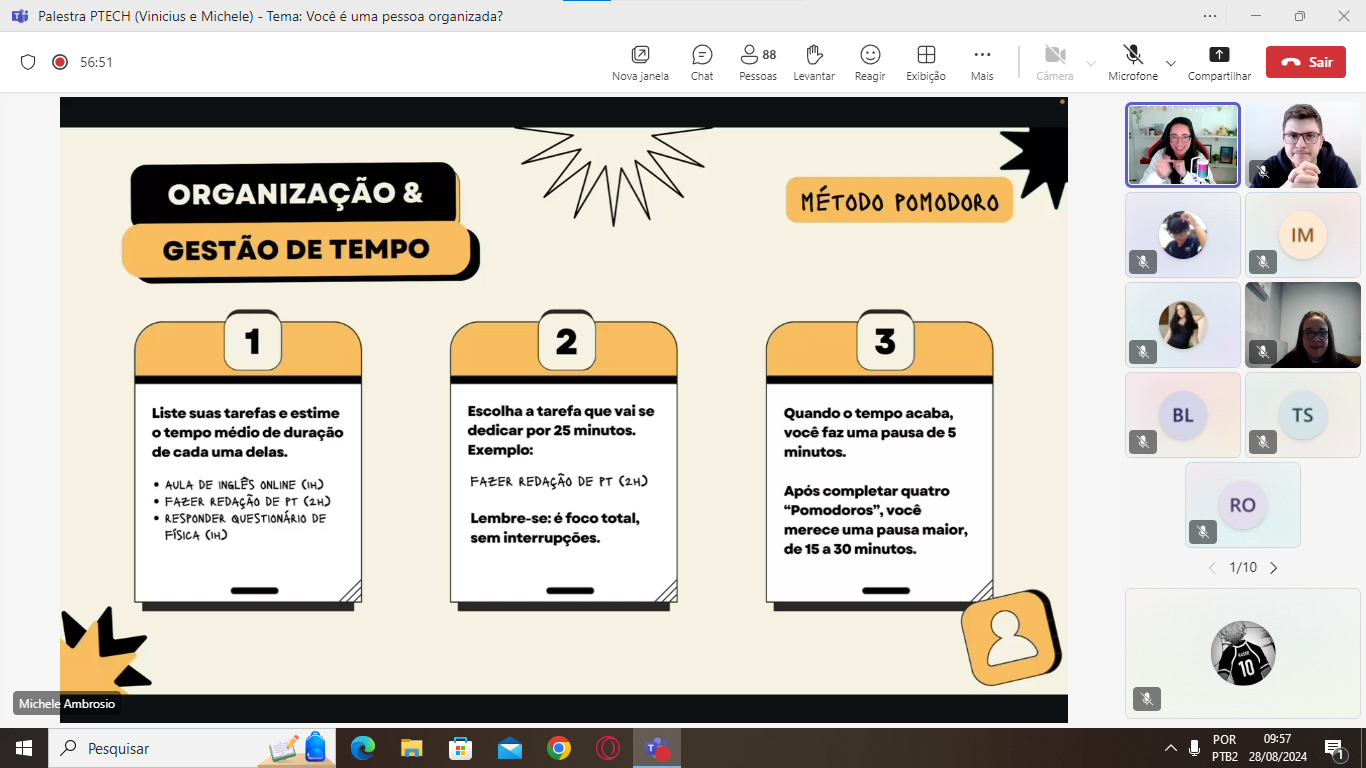 Palestra PTECH (Vinicius e Michele) - Tema: Você é uma pessoa organizada?
56:51
Nova janela
Chat
88
Pessoas
Levantar
Reagir
Exibição
Mais
Câmera
Microfone
Compartilhar
Sair
ORGANIZAÇÃO &
GESTÃO DE TEMPO
MÉTODO POMODORO
1
Liste suas tarefas e estime
o tempo médio de duração
de cada uma delas.
• AULA DE INGLÊS ONLINE (1H)
• FAZER REDAÇÃO DE PT (2H)
• RESPONDER QUESTIONÁRIO DE
FÍSICA (1H)
2
Escolha a tarefa que vai se
dedicar por 25 minutos.
Exemplo:
FAZER REDAÇÃO DE PT (2H)
Lembre-se: é foco total,
sem interrupções.
3
Quando o tempo acaba,
você faz uma pausa de 5
minutos.
Após completar quatro
“Pomodoros”, você
merece uma pausa maior,
de 15 a 30 minutos.
Michele Ambrosio
IM
BL
TS
RO
1/10
10
Pesquisar
POR
PTB2
09:57
28/08/2024
1